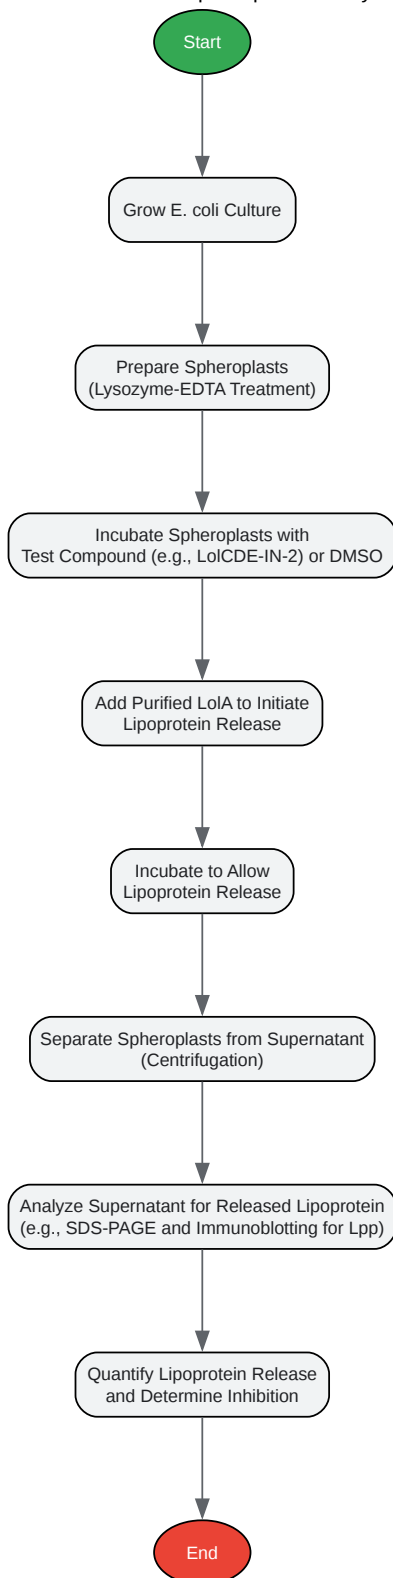 Start
Grow E. coli Culture
Prepare Spheroplasts
(Lysozyme-EDTA Treatment)
Incubate Spheroplasts with
Test Compound (e.g., LolCDE-IN-2) or DMSO
Add Purified LolA to Initiate
Lipoprotein Release
Incubate to Allow
Lipoprotein Release
Separate Spheroplasts from Supernatant
(Centrifugation)
Analyze Supernatant for Released Lipoprotein
(e.g., SDS-PAGE and Immunoblotting for Lpp)
Quantify Lipoprotein Release
and Determine Inhibition
End